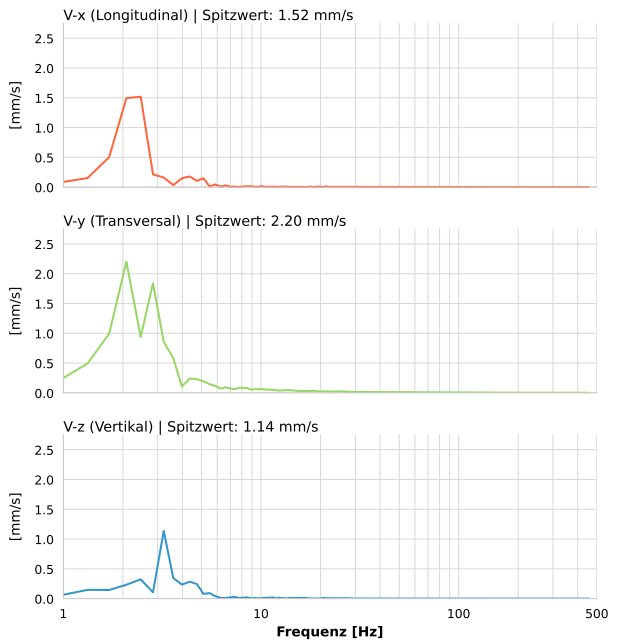 V-x (Longitudinal) | Spitzwert: 1.52 mm/s
2.5
2.0
1.5
1.0
0.5
0.0
[mm/s]
V-y (Transversal) | Spitzwert: 2.20 mm/s
2.5
2.0
1.5
1.0
0.5
0.0
[mm/s]
V-z (Vertikal) | Spitzwert: 1.14 mm/s
2.5
2.0
1.5
1.0
0.5
0.0
[mm/s]
1 10 100 500
Frequenz [Hz]